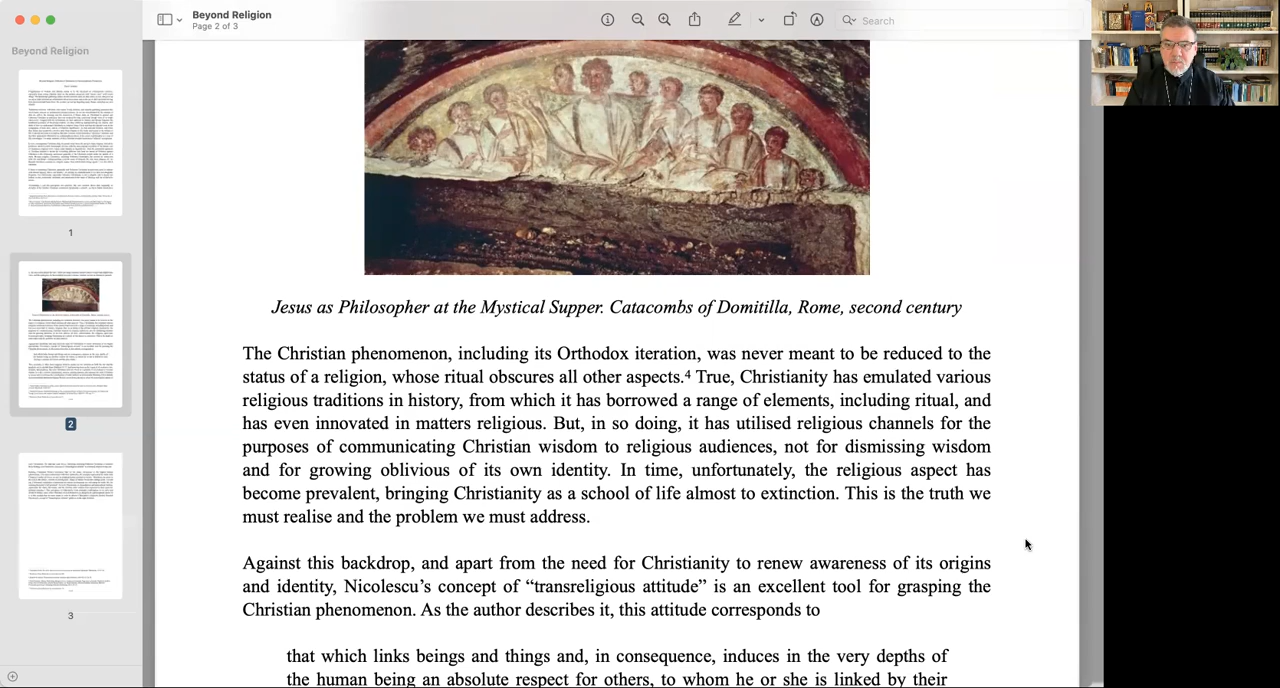 Beyond Religion
Page 2 of 3
Search
Beyond Religion
1
2
3
Jesus as Philosopher at the Mystical Supper. Catacombs of Domitilla, Rome, second century
The Christian phenomenon, including its Orthodox iteration, was never meant to be reduced to the
status of a religion, whose rites obscure all other aspects.⁴ True, Christianity has emulated various
religious traditions in history, from which it has borrowed a range of elements, including ritual, and
has even innovated in matters religious. But, in so doing, it has utilised religious channels for the
purposes of communicating Christian wisdom to religious audiences, not for dismissing wisdom
and for growing oblivious of its own identity. In time, unfortunately, the religious aspect has
become prevalent, bringing Christianity as a school of life almost to extinction. This is the truth we
must realise and the problem we must address.
Against this backdrop, and apart from the need for Christianity to renew awareness of its origins
and identity, Nicolescu's concept of “transreligious attitude” is an excellent tool for grasping the
Christian phenomenon. As the author describes it, this attitude corresponds to
that which links beings and things and, in consequence, induces in the very depths of
the human being an absolute respect for others, to whom he or she is linked by their